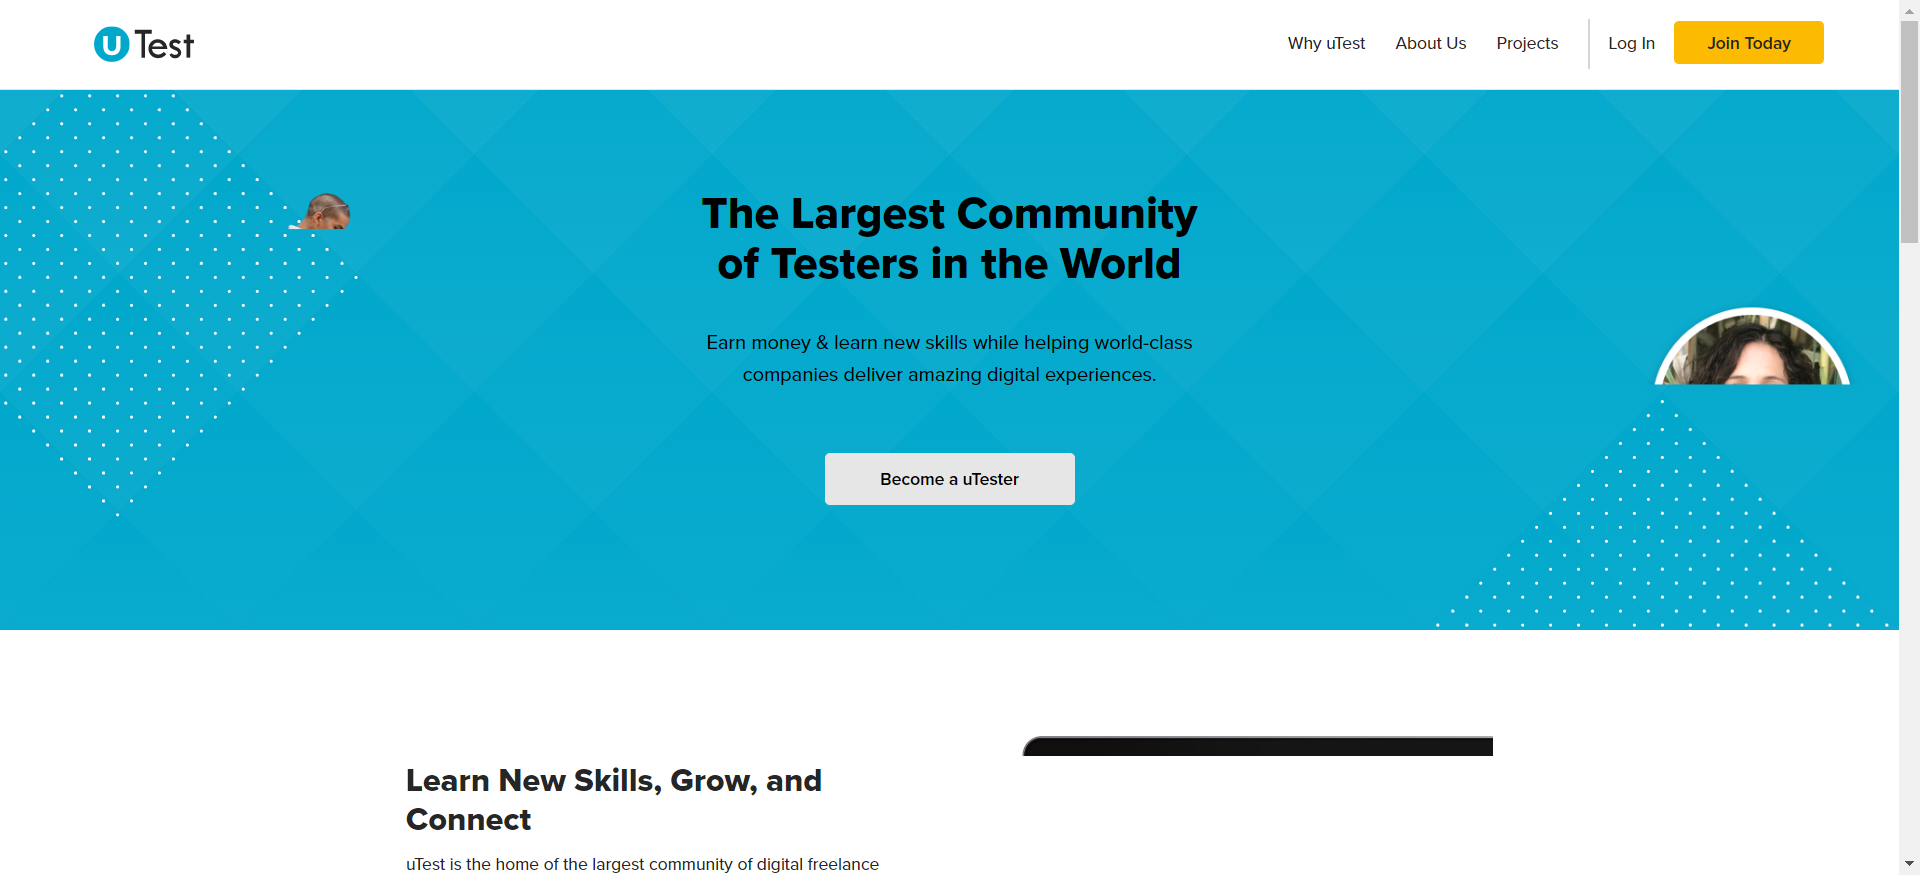 uTest
Why uTest
About Us
Projects
Log In
Join Today
The Largest Community
of Testers in the World
Earn money & learn new skills while helping world-class
companies deliver amazing digital experiences.
Become a uTester
Learn New Skills, Grow, and
Connect
uTest is the home of the largest community of digital freelance